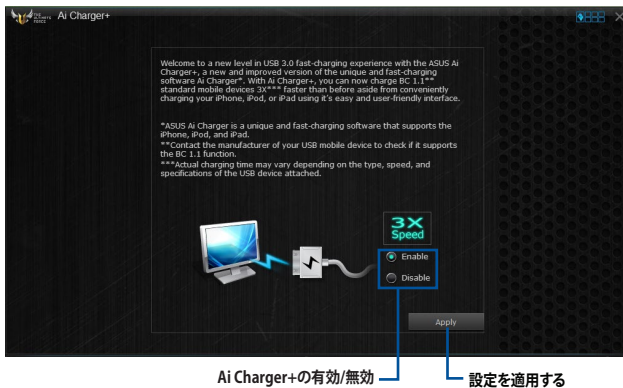 THE
ULTIMATE
FORCE
Ai Charger+
Welcome to a new level in USB 3.0 fast-charging experience with the ASUS Ai
Charger+, a new and improved version of the unique and fast-charging
software Ai Charger*. With Ai Charger+, you can now charge BC 1.1**
standard mobile devices 3X*** faster than before aside from conveniently
charging your iPhone, iPod, or iPad using it's easy and user-friendly interface.
*ASUS Ai Charger is a unique and fast-charging software that supports the
iPhone, iPod, and iPad.
**Contact the manufacturer of your USB mobile device to check if it supports
the BC 1.1 function.
***Actual charging time may vary depending on the type, speed, and
specifications of the USB device attached.
3X
Speed
Enable
Disable
Apply
Ai Charger+の有効/無効
設定を適用する